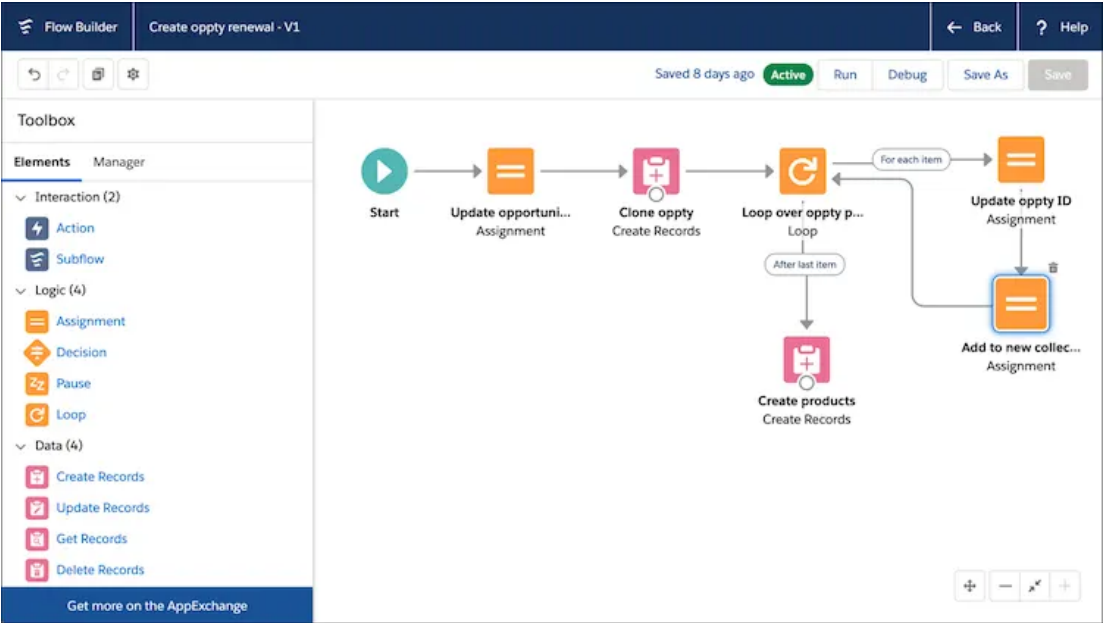 Flow Builder
Create oppty renewal - V1
Back
? Help
Saved 8 days ago
Active
Run
Debug
Save As
Save
Toolbox
Elements
Manager
Interaction (2)
Action
Subflow
Logic (4)
Assignment
Decision
Pause
Loop
Data (4)
Create Records
Update Records
Get Records
Delete Records
Get more on the AppExchange
Start
Update opportuni...
Assignment
Clone oppty
Create Records
Loop over oppty p...
Loop
For each item
Update oppty ID
Assignment
After last item
Add to new collec...
Assignment
Create products
Create Records